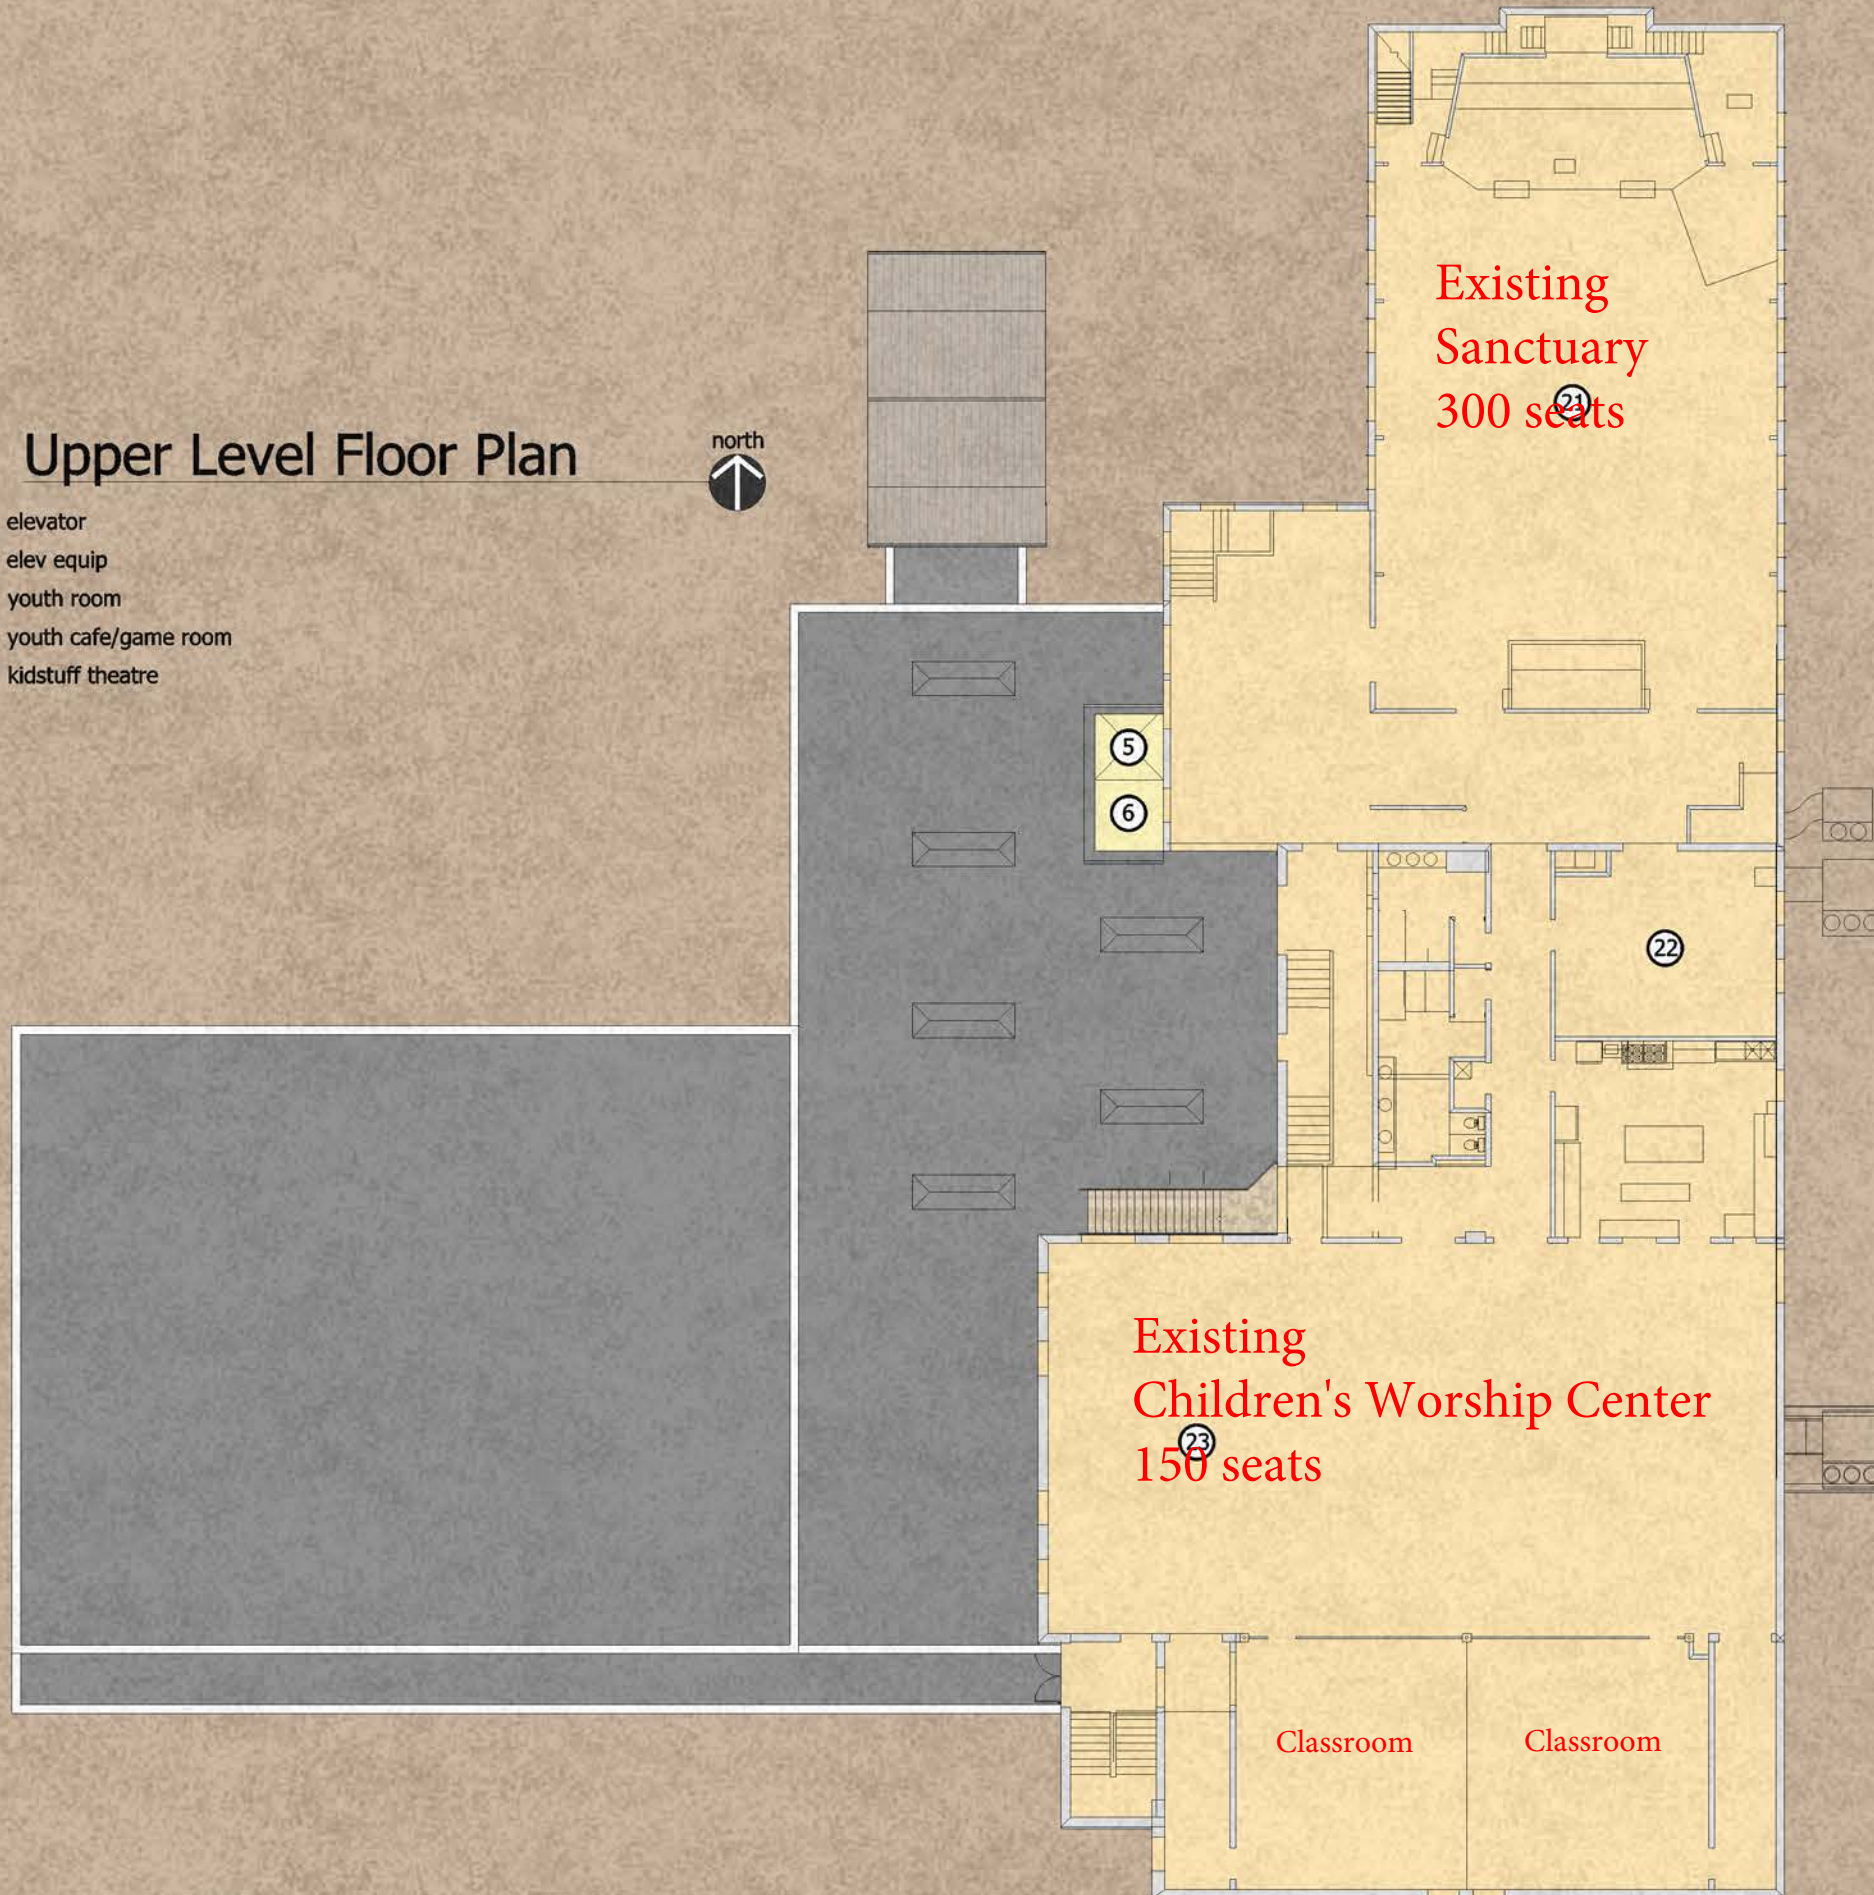 Upper Level Floor Plan
north
elevator
elev equip
youth room
youth cafe/game room
kidstuff theatre
Existing
Sanctuary
300 seats
21
5
6
22
Existing
Children's Worship Center
23
150 seats
Classroom
Classroom